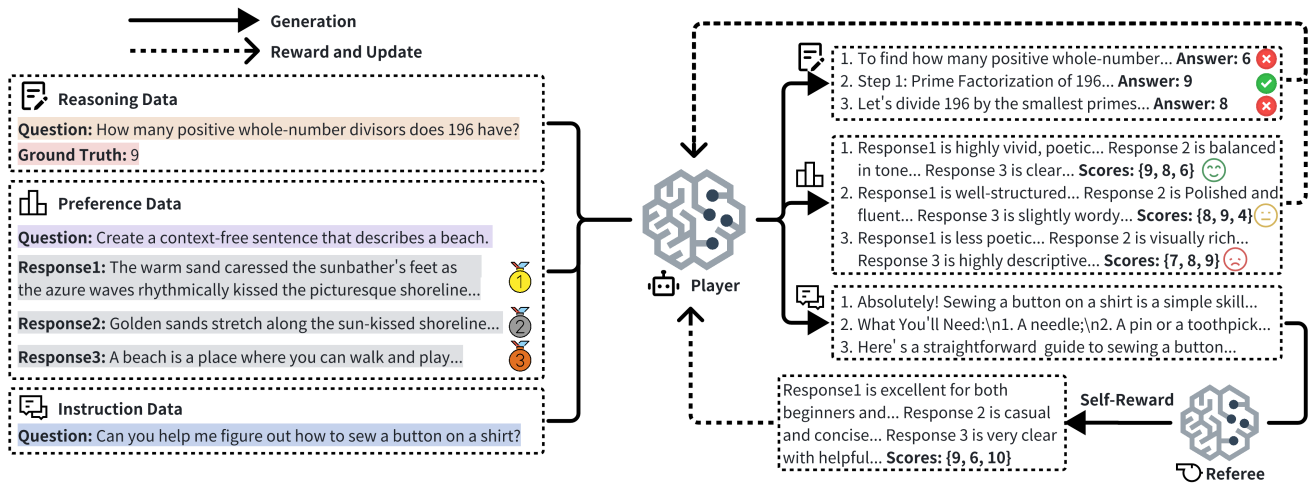 Generation
Reward and Update
Reasoning Data
Question: How many positive whole-number divisors does 196 have?
Ground Truth: 9
Preference Data
Question: Create a context-free sentence that describes a beach.
Response1: The warm sand caressed the sunbather's feet as
the azure waves rhythmically kissed the picturesque shoreline...
1
Response2: Golden sands stretch along the sun-kissed shoreline...
2
Response3: A beach is a place where you can walk and play...
3
Instruction Data
Question: Can you help me figure out how to sew a button on a shirt?
Player
1. To find how many positive whole-number... Answer: 6
2. Step 1: Prime Factorization of 196... Answer: 9
3. Let's divide 196 by the smallest primes... Answer: 8
1. Response1 is highly vivid, poetic... Response 2 is balanced
in tone... Response 3 is clear... Scores: {9, 8, 6}
2. Response1 is well-structured... Response 2 is Polished and
fluent... Response 3 is slightly wordy... Scores: {8, 9, 4}
3. Response1 is less poetic... Response 2 is visually rich...
Response 3 is highly descriptive... Scores: {7, 8, 9}
1. Absolutely! Sewing a button on a shirt is a simple skill...
2. What You'll Need:\n1. A needle;\n2. A pin or a toothpick...
3. Here' s a straightforward guide to sewing a button...
Response1 is excellent for both
beginners and... Response 2 is casual
and concise... Response 3 is very clear
with helpful... Scores: {9, 6, 10}
Self-Reward
Referee